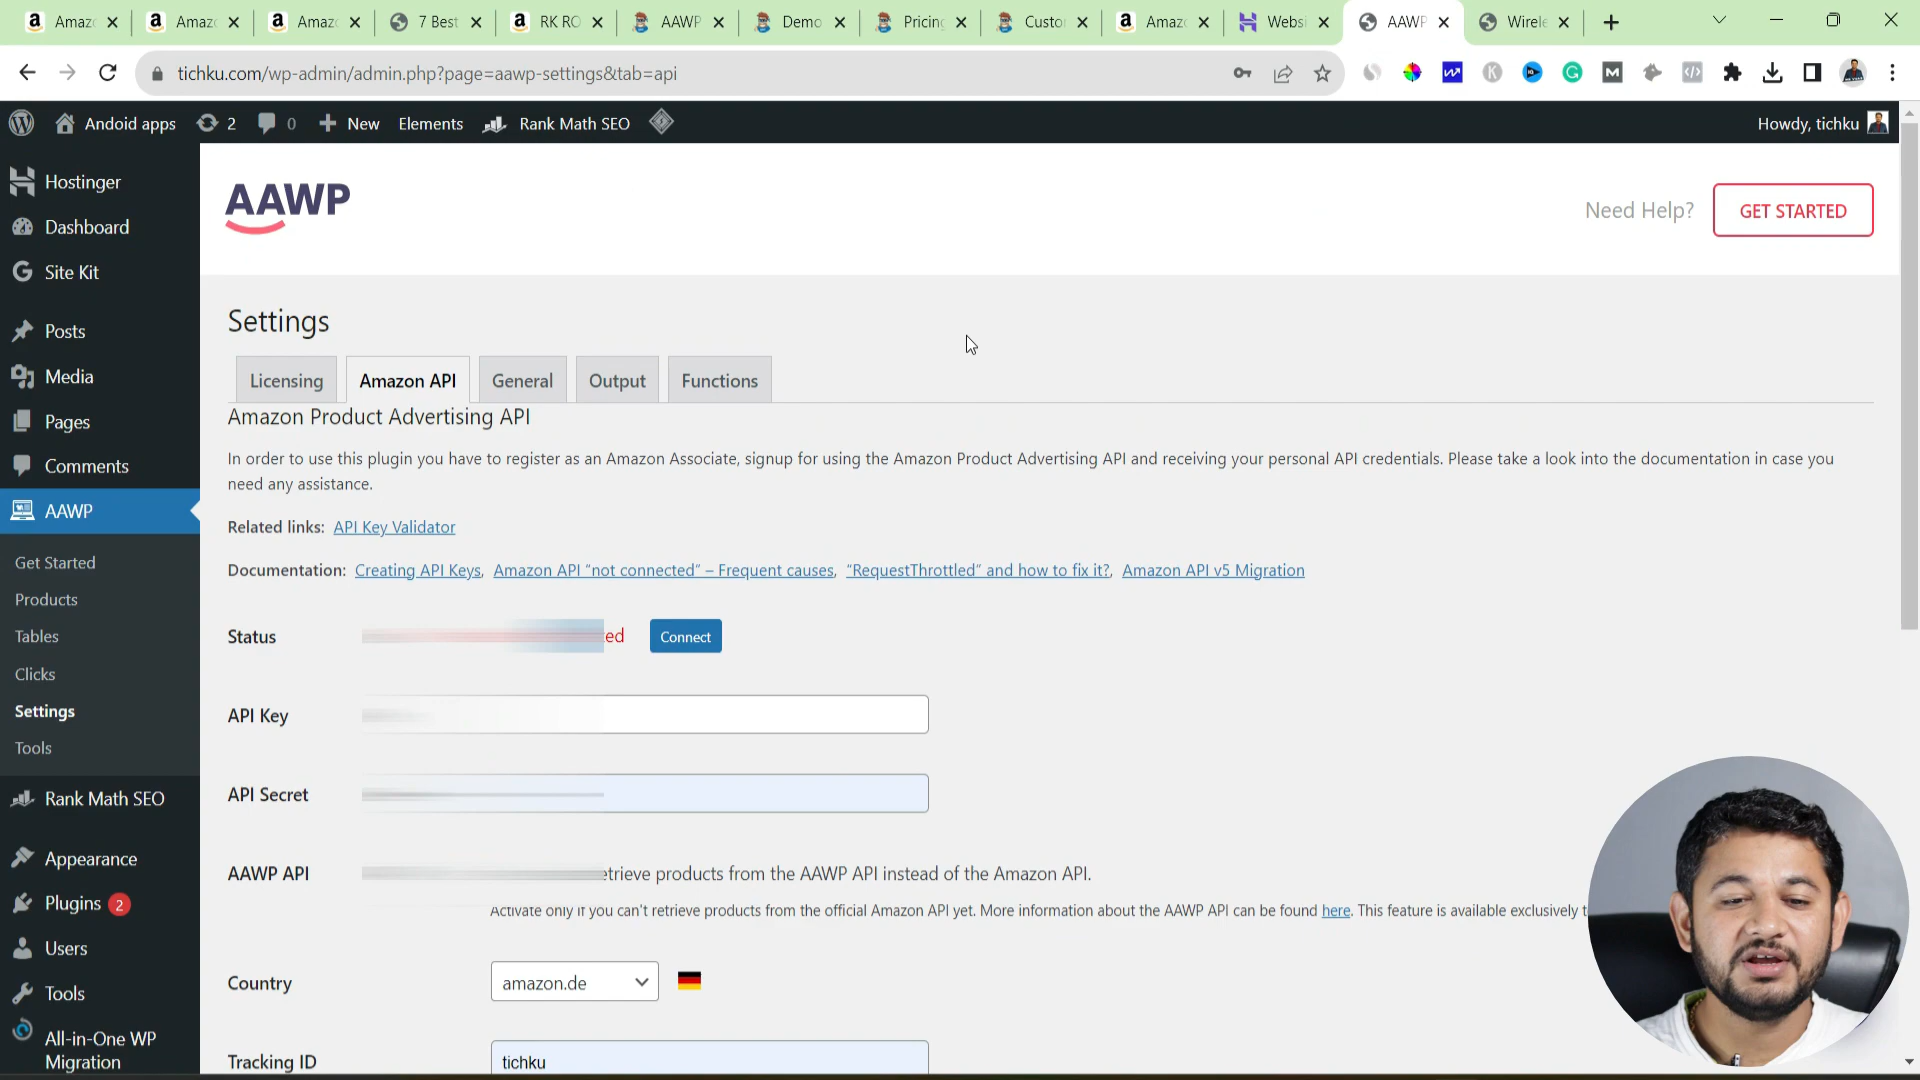 Amazo
Amazo
Amazo
7 Best
RK RO
AAWP
Demo
Pricing
Custo
Amazo
Websi
AAWP
Wirele
tichku.com/wp-admin/admin.php?page=aawp-settings&tab=api
Andoid apps
2
0
New
Elements
Rank Math SEO
Howdy, tichku
Hostinger
Dashboard
Site Kit
Posts
Media
Pages
Comments
AAWP
Get Started
Products
Tables
Clicks
Settings
Tools
Rank Math SEO
Appearance
Plugins 2
Users
Tools
All-in-One WP
Migration
AAWP
Need Help?
GET STARTED
Settings
Licensing
Amazon API
General
Output
Functions
Amazon Product Advertising API
In order to use this plugin you have to register as an Amazon Associate, signup for using the Amazon Product Advertising API and receiving your personal API credentials. Please take a look into the documentation in case you
need any assistance.
Related links: API Key Validator
Documentation: Creating API Keys, Amazon API "not connected" – Frequent causes, "RequestThrottled" and how to fix it?, Amazon API v5 Migration
Status
ed
Connect
API Key
API Secret
AAWP API
etrieve products from the AAWP API instead of the Amazon API.
Activate only if you can't retrieve products from the official Amazon API yet. More information about the AAWP API can be found here. This feature is available exclusively t
Country
amazon.de
Tracking ID
tichku